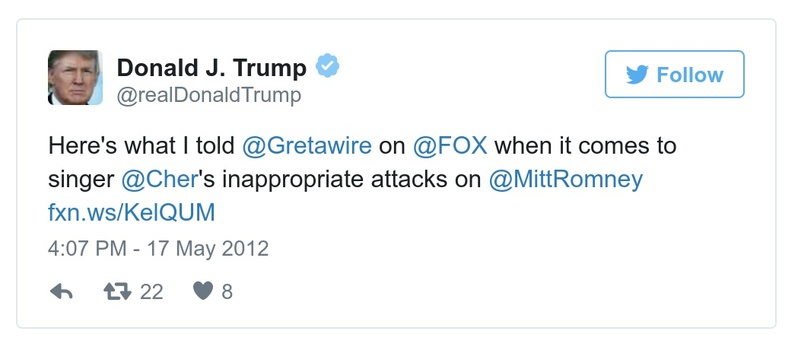 Donald J. Trump
@realDonaldTrump
Follow
Here's what I told @Gretawire on @FOX when it comes to
singer @Cher's inappropriate attacks on @MittRomney
fxn.ws/KelQUM
4:07 PM - 17 May 2012
22 8